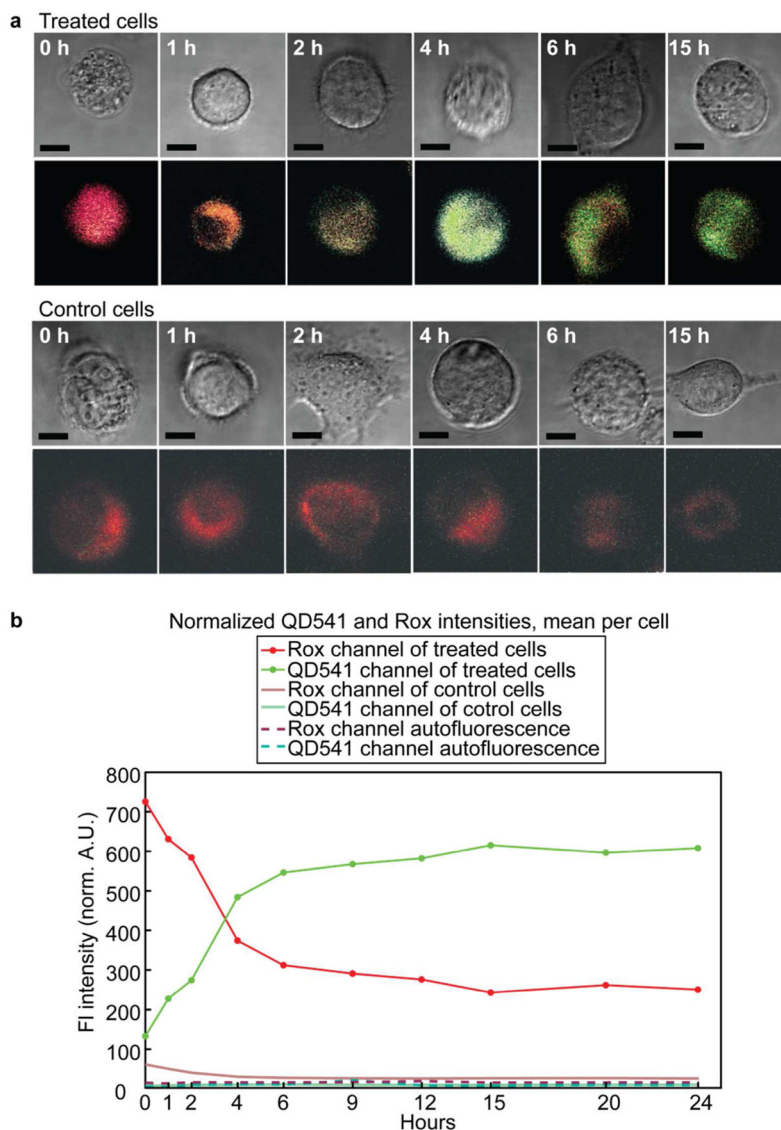 a
Treated cells
0 h 1 h 2 h 4 h 6 h 15 h
Control cells
0 h 1 h 2 h 4 h 6 h 15 h
b
Normalized QD541 and Rox intensities, mean per cell
Rox channel of treated cells
QD541 channel of treated cells
Rox channel of control cells
QD541 channel of cotrol cells
Rox channel autofluorescence
QD541 channel autofluorescence
800
700
600
500
400
300
200
100
0
FI intensity (norm. A.U.)
0 1 2 4 6 9 12 15 20 24
Hours